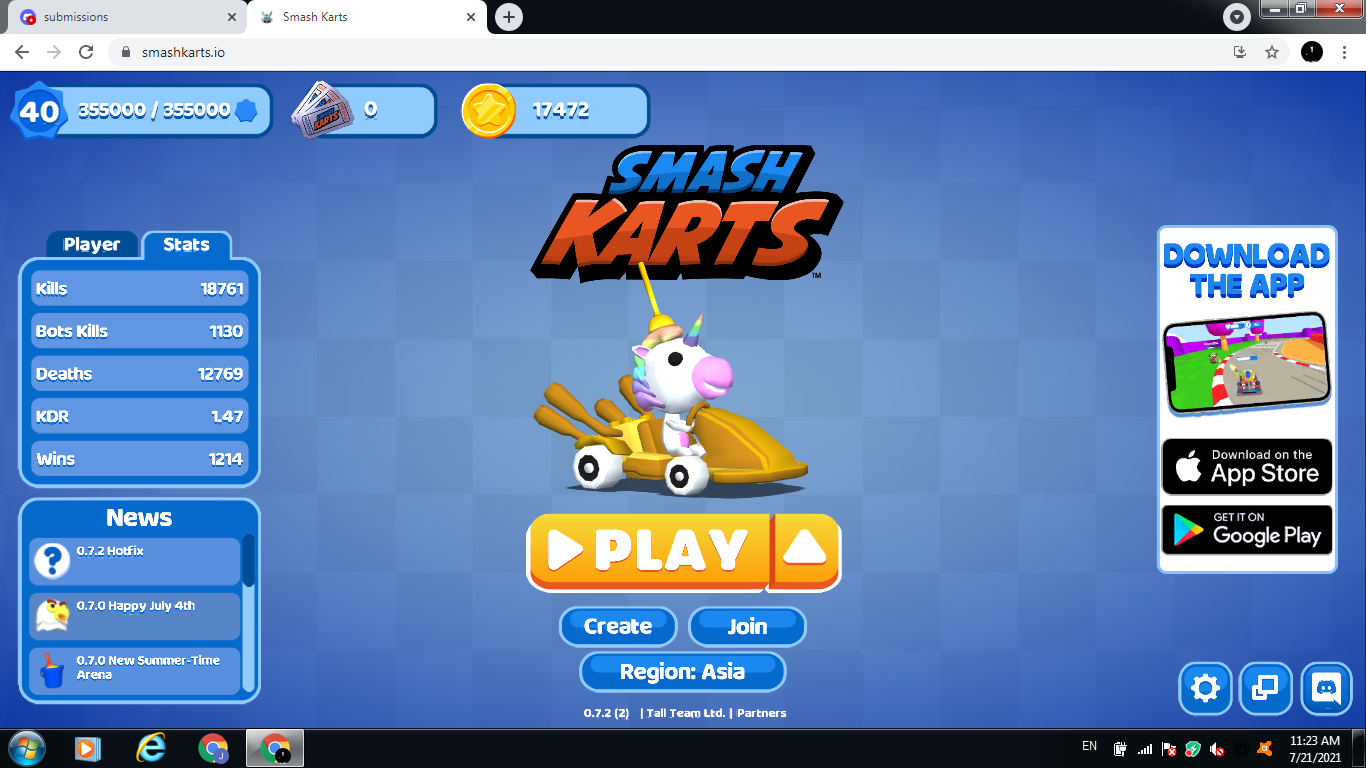 submissions
Smash Karts
smashkarts.io
40
355000 / 355000
KARTS
0
17472
SMASH
KARTS
TM
Player
Stats
Kills 18761
Bots Kills 1130
Deaths 12769
KDR 1.47
Wins 1214
News
0.7.2 Hotfix
0.7.0 Happy July 4th
0.7.0 New Summer-Time
Arena
PLAY
Create
Join
Region: Asia
0.7.2 (2) | Tall Team Ltd. | Partners
DOWNLOAD
THE APP
Download on the
App Store
GET IT ON
Google Play
EN
11:23 AM
7/21/2021